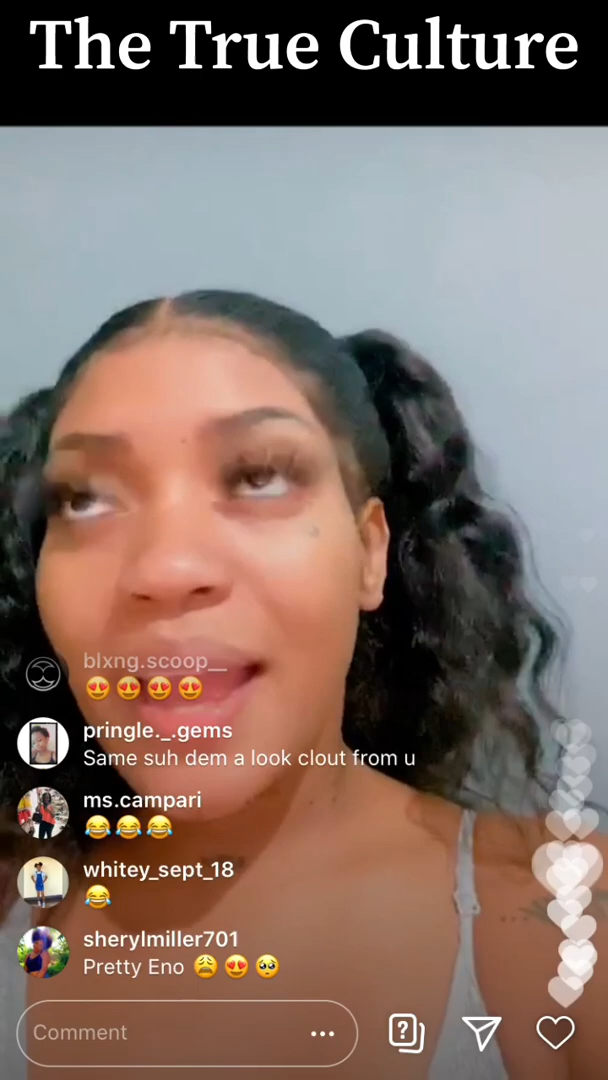 The True Culture
blxng.scoop__
😍 😍 😍 😍
pringle._.gems
Same suh dem a look clout from u
ms.campari
😂 😂 😂
whitey_sept_18
😂
sherylmiller701
Pretty Eno 😩 😍 🥺
Comment